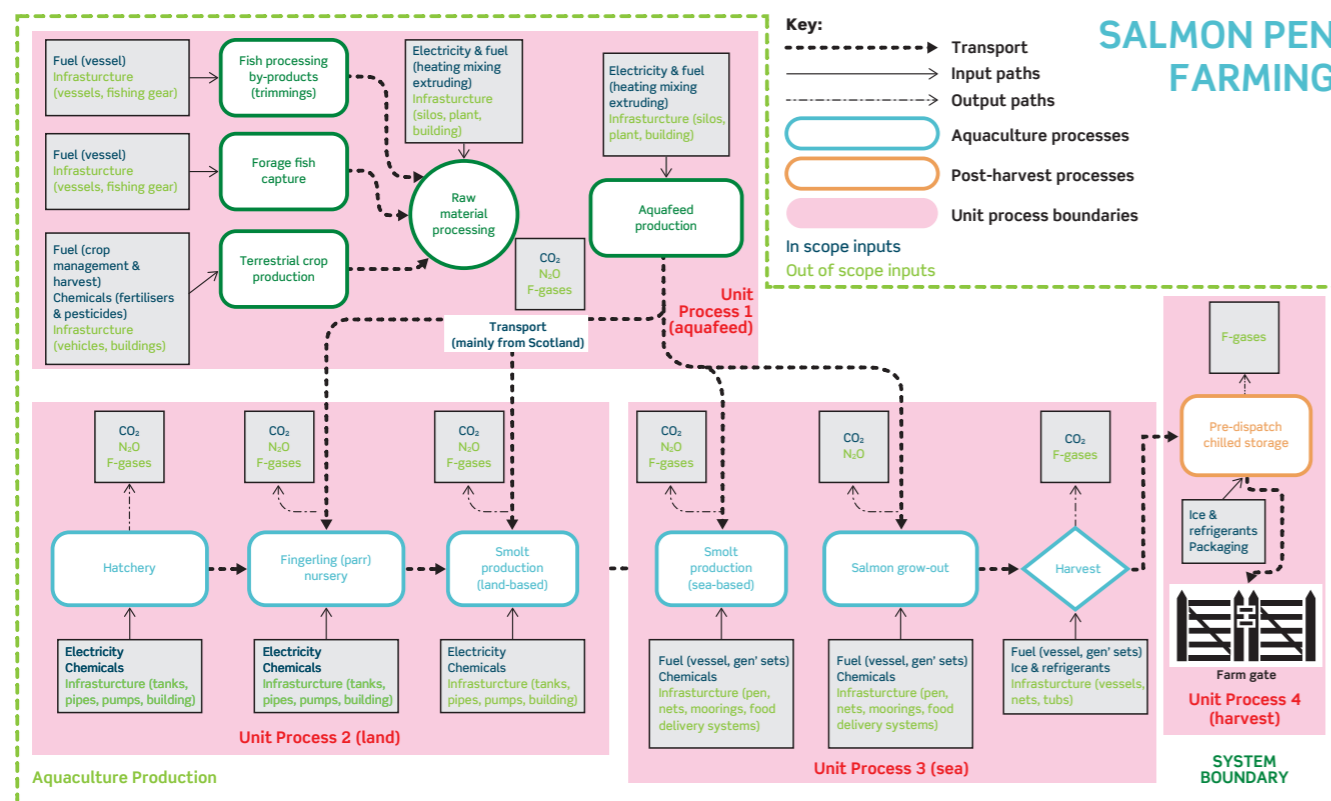 SALMON PEN
FARMING
Key:
Transport
Input paths
Output paths
Aquaculture processes
Post-harvest processes
Unit process boundaries
In scope inputs
Out of scope inputs
Fuel (vessel)
Infrasturcture
(vessels, fishing gear)
Fish processing
by-products
(trimmings)
Electricity & fuel
(heating mixing
extruding)
Infrasturcture
(silos, plant,
building)
Electricity & fuel
(heating mixing
extruding)
Infrasturcture (silos,
plant, building)
Fuel (vessel)
Infrasturcture
(vessels, fishing gear)
Forage fish
capture
Raw
material
processing
Aquafeed
production
Fuel (crop
management &
harvest)
Chemicals (fertilisers
& pesticides)
Infrasturcture
(vehicles, buildings)
Terrestrial crop
production
CO₂
N₂O
F-gases
Unit
Process 1
(aquafeed)
Transport
(mainly from Scotland)
CO₂
N₂O
F-gases
CO₂
N₂O
F-gases
CO₂
N₂O
F-gases
CO₂
N₂O
F-gases
CO₂
N₂O
CO₂
F-gases
F-gases
Hatchery
Fingerling (parr)
nursery
Smolt
production
(land-based)
Smolt
production
(sea-based)
Salmon grow-out
Harvest
Pre-dispatch
chilled storage
Ice &
refrigerants
Packaging
Electricity
Chemicals
Infrasturcture (tanks,
pipes, pumps, building)
Electricity
Chemicals
Infrasturcture (tanks,
pipes, pumps, building)
Electricity
Chemicals
Infrasturcture (tanks,
pipes, pumps, building)
Fuel (vessel, gen' sets)
Chemicals
Infrasturcture (pen,
nets, moorings, food
delivery systems)
Fuel (vessel, gen' sets)
Chemicals
Infrasturcture (pen,
nets, moorings, food
delivery systems)
Fuel (vessel, gen' sets)
Ice & refrigerants
Infrasturcture (vessels,
nets, tubs)
Farm gate
Unit Process 4
(harvest)
Unit Process 2 (land)
Unit Process 3 (sea)
Aquaculture Production
SYSTEM
BOUNDARY